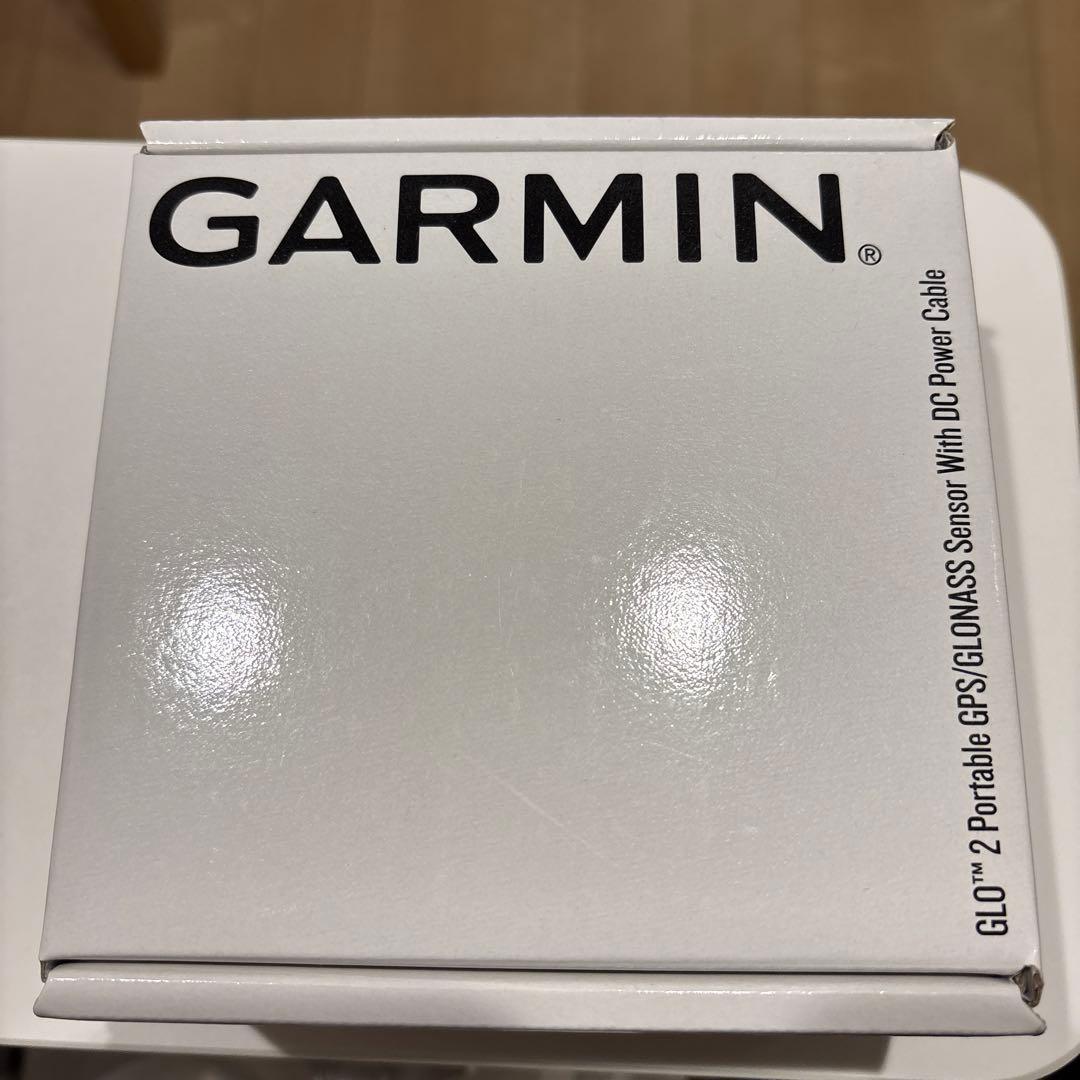 GARMIN®
GLO™ 2 Portable GPS/GLONASS Sensor With DC Power Cable